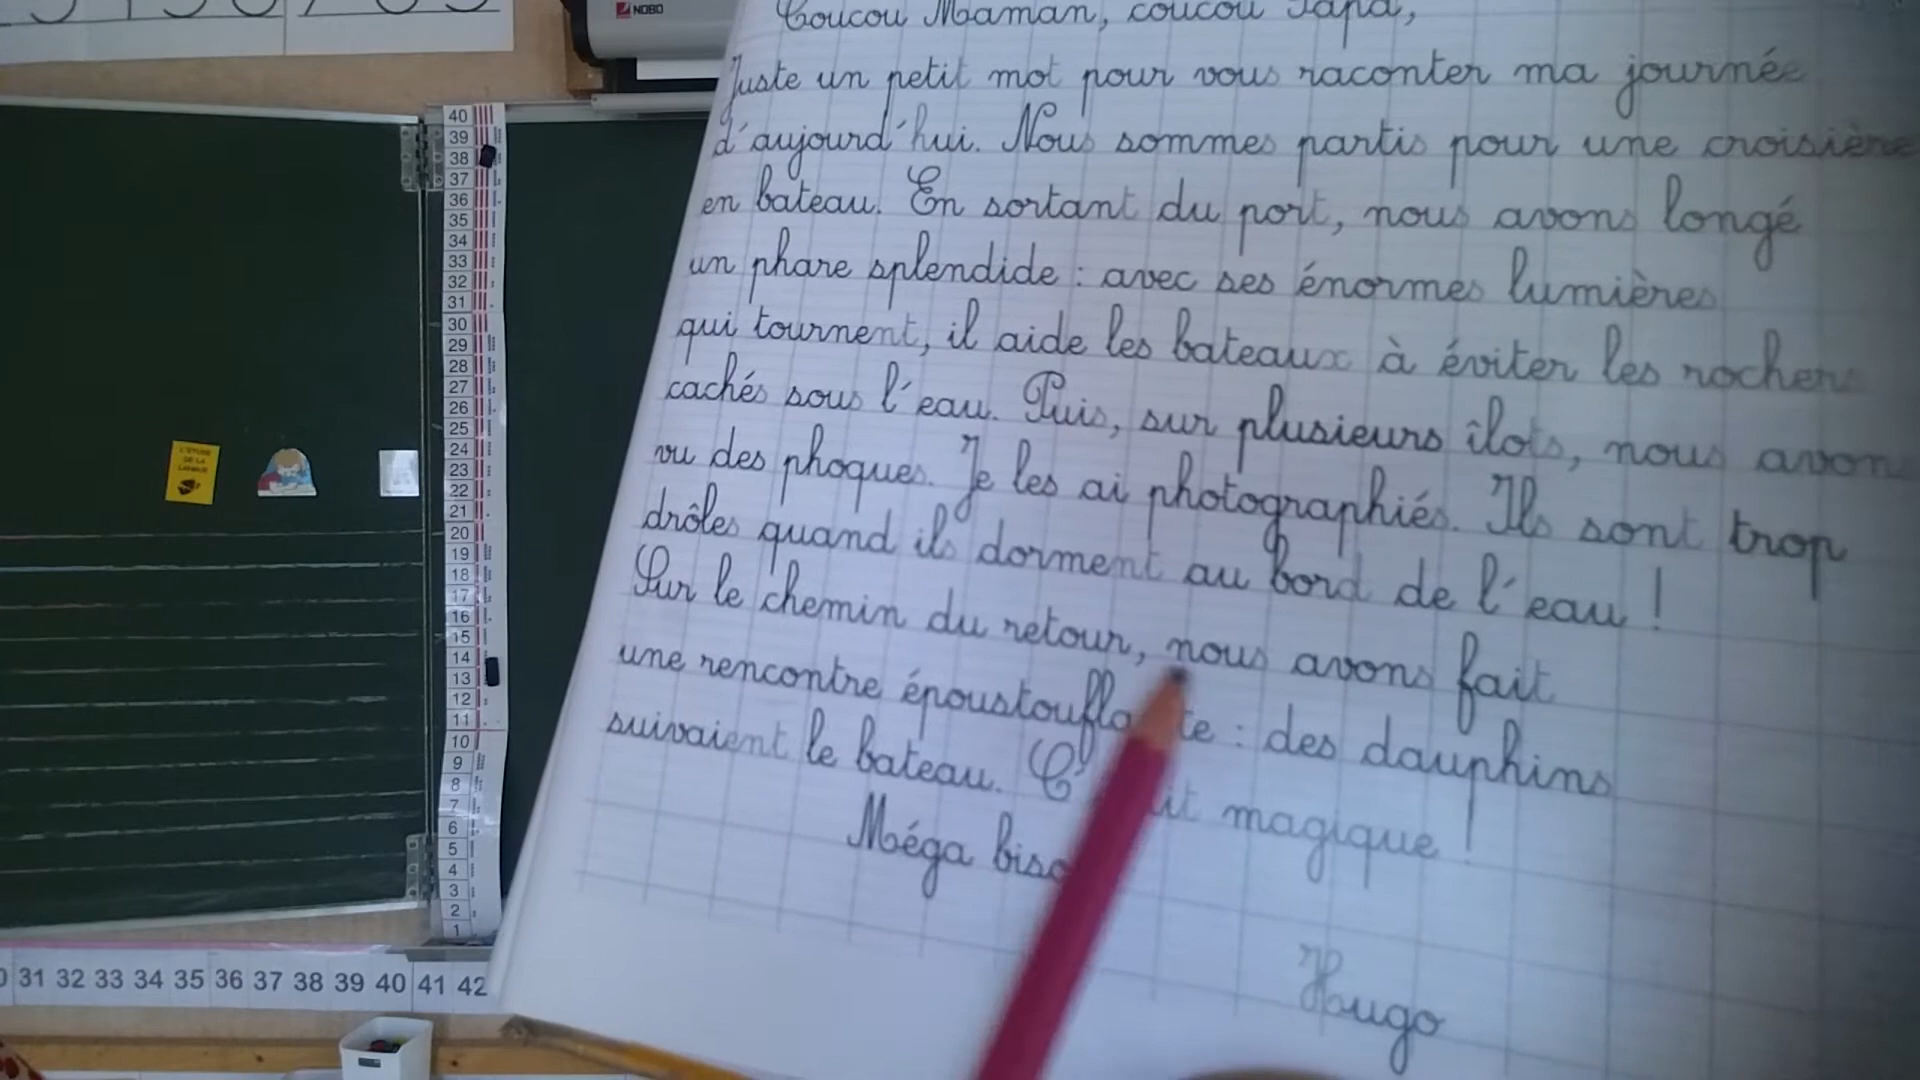 NOBO
Coucou Maman, coucou Papa,
Juste un petit mot pour vous raconter ma journée
d'aujourd'hui. Nous sommes partis pour une croisière
en bateau. En sortant du port, nous avons longé
un phare splendide : avec ses énormes lumières
qui tournent, il aide les bateaux à éviter les rochers
cachés sous l'eau. Puis, sur plusieurs îlots, nous avons
vu des phoques. Je les ai photographiés. Ils sont trop
drôles quand ils dorment au bord de l'eau !
Sur le chemin du retour, nous avons fait
une rencontre époustouflante : des dauphins
suivaient le bateau. C'était magique !
Méga biso
Hugo
40
39
38
37
36
35
34
33
32
31
30
29
28
27
26
25
24
23
22
21
20
19
18
17
16
15
14
13
12
11
10
9
8
7
6
5
4
3
2
1
L'ÉTUDE
DE LA
LANGUE
31 32 33 34 35 36 37 38 39 40 41 42